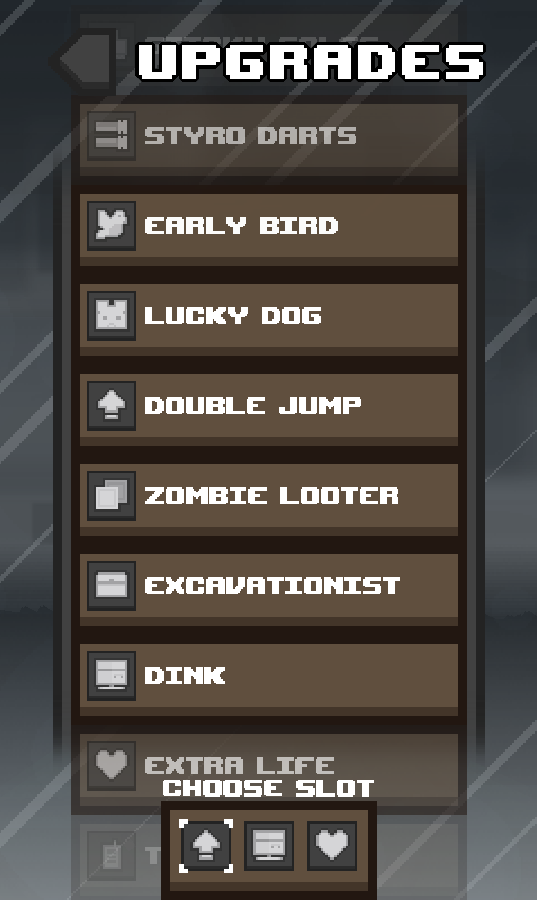 UPGRADES
STYRO DARTS
EARLY BIRD
LUCKY DOG
DOUBLE JUMP
ZOMBIE LOOTER
EXCAVATIONIST
DINK
EXTRA LIFE
CHOOSE SLOT